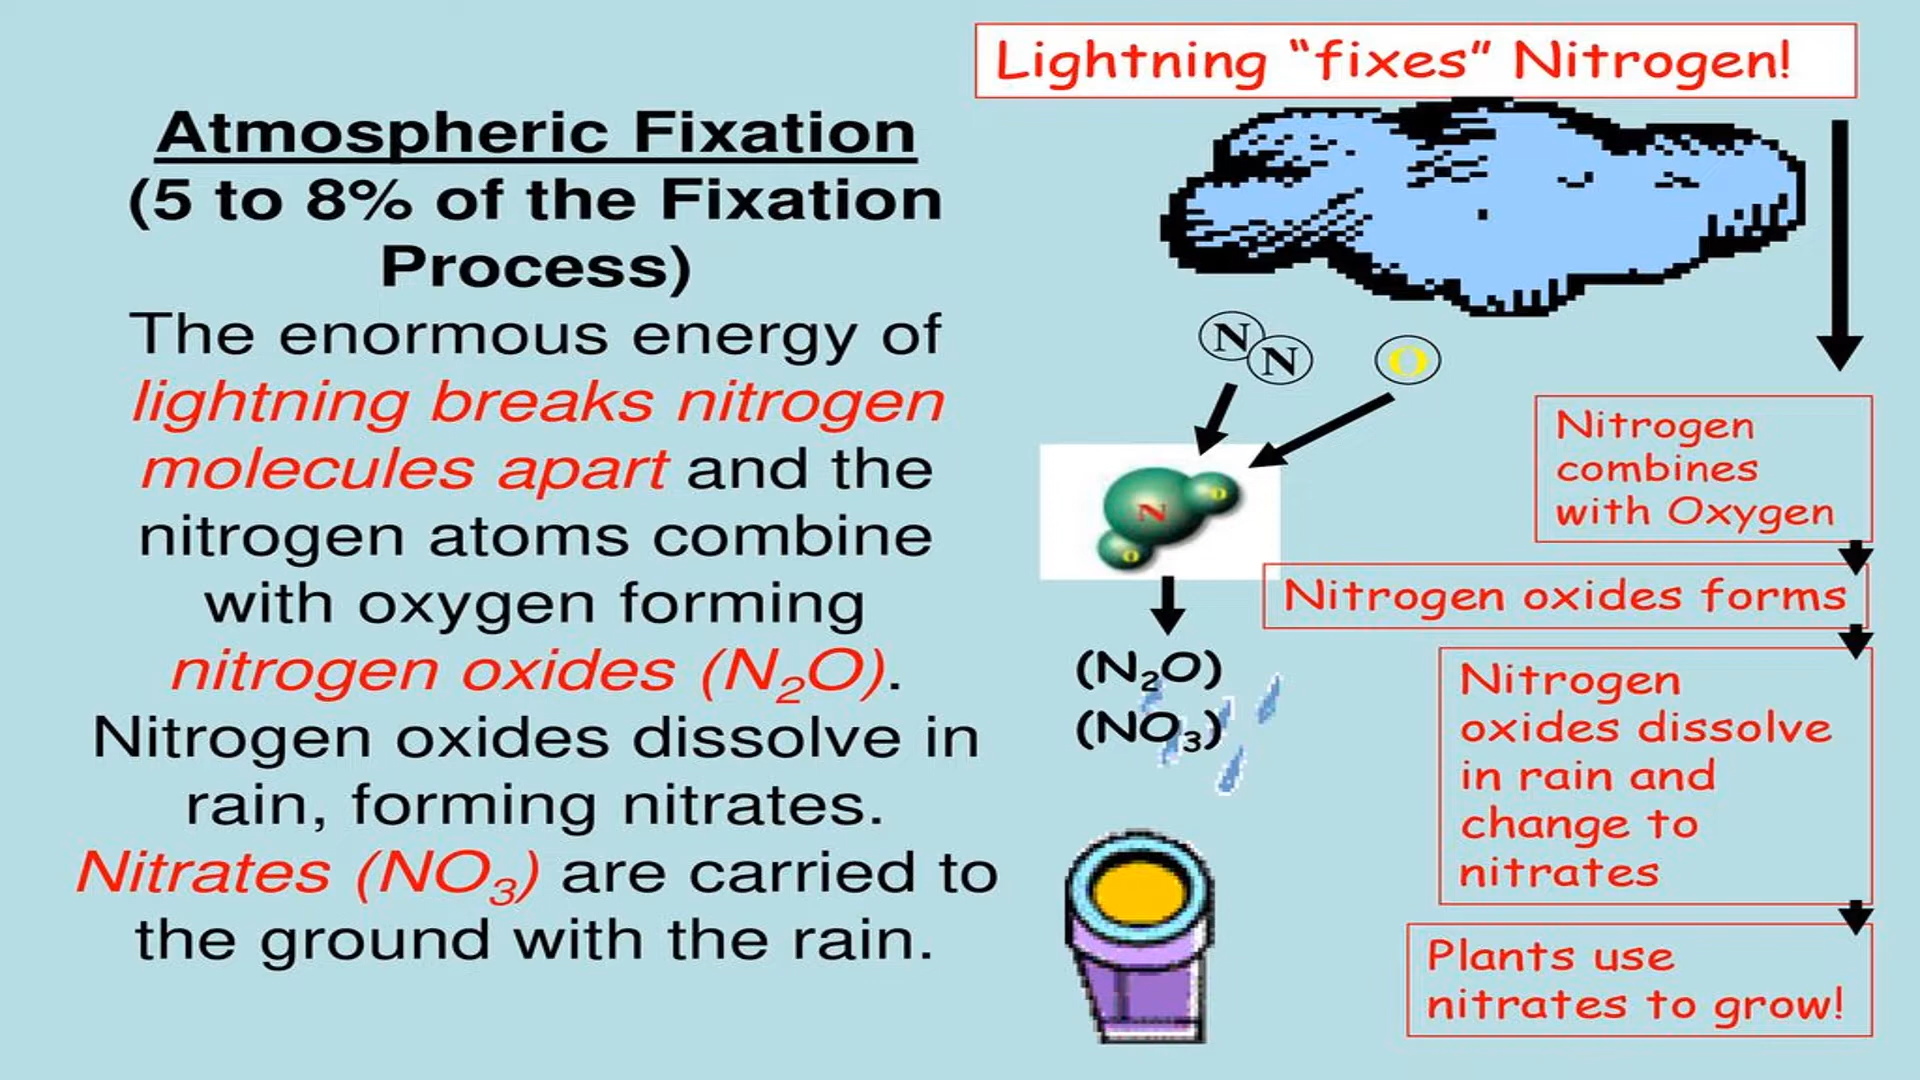 Lightning “fixes” Nitrogen!
Atmospheric Fixation
(5 to 8% of the Fixation
Process)
The enormous energy of
lightning breaks nitrogen
molecules apart and the
nitrogen atoms combine
with oxygen forming
nitrogen oxides (N₂O).
Nitrogen oxides dissolve in
rain, forming nitrates.
Nitrates (NO₃) are carried to
the ground with the rain.
N
N
O
N
O
O
(N₂O)
(NO₃)
Nitrogen
combines
with Oxygen
Nitrogen oxides forms
Nitrogen
oxides dissolve
in rain and
change to
nitrates
Plants use
nitrates to grow!